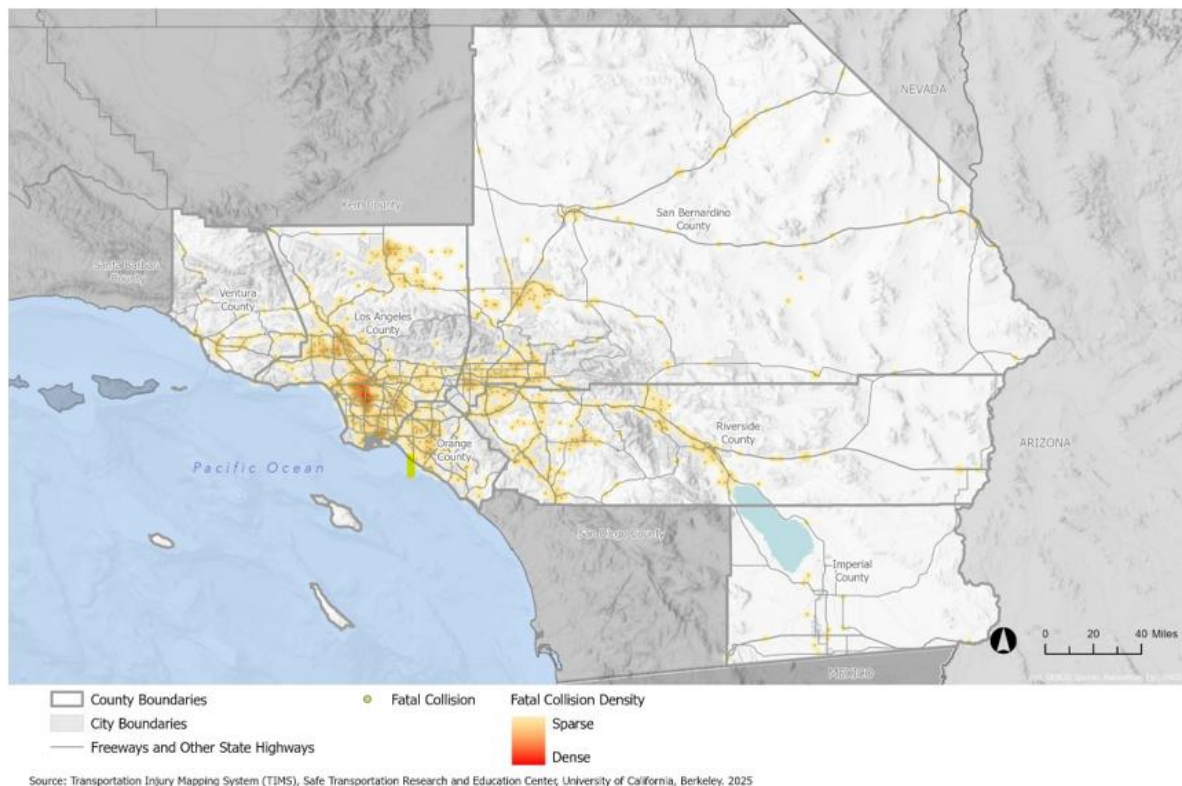 NEVADA
Kern County
San Bernardino
County
Santa Barbara
County
Ventura
County
Los Angeles
County
Riverside
County
ARIZONA
Orange
County
Pacific Ocean
San Diego County
Imperial
County
0 20 40 Miles
MEXICO
County Boundaries
City Boundaries
Freeways and Other State Highways
Fatal Collision
Fatal Collision Density
Sparse
Dense
Source: Transportation Injury Mapping System (TIMS), Safe Transportation Research and Education Center, University of California, Berkeley. 2025